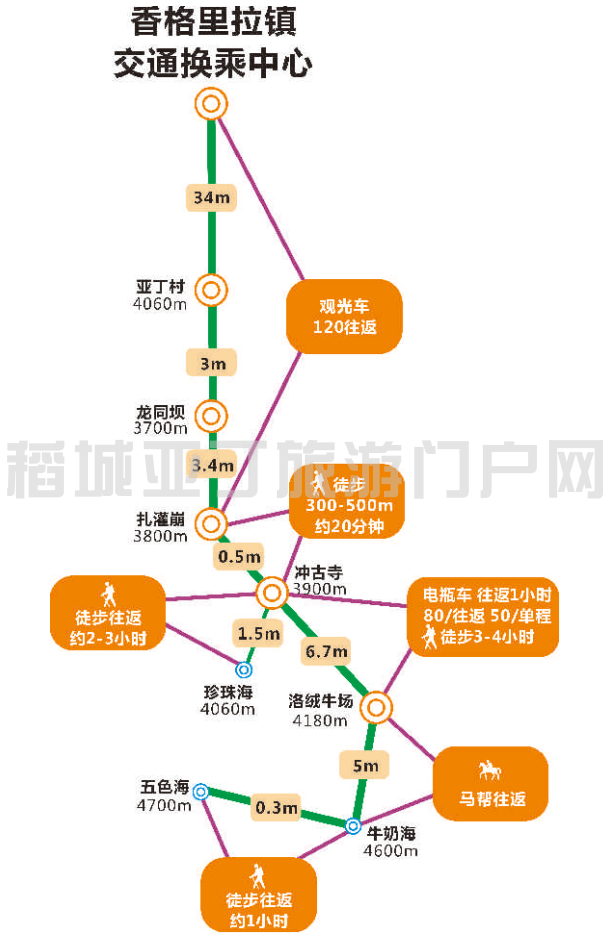 香格里拉镇
交通换乘中心
34m
亚丁村
4060m
观光车
120往返
3m
龙同坝
3700m
3.4m
稻城亚丁旅游门户网
徒步
300-500m
约20分钟
扎灌崩
3800m
0.5m
冲古寺
3900m
徒步往返
约2-3小时
电瓶车 往返1小时
80/往返 50/单程
徒步3-4小时
1.5m
6.7m
珍珠海
4060m
洛绒牛场
4180m
5m
马帮往返
五色海
4700m
0.3m
牛奶海
4600m
徒步往返
约1小时